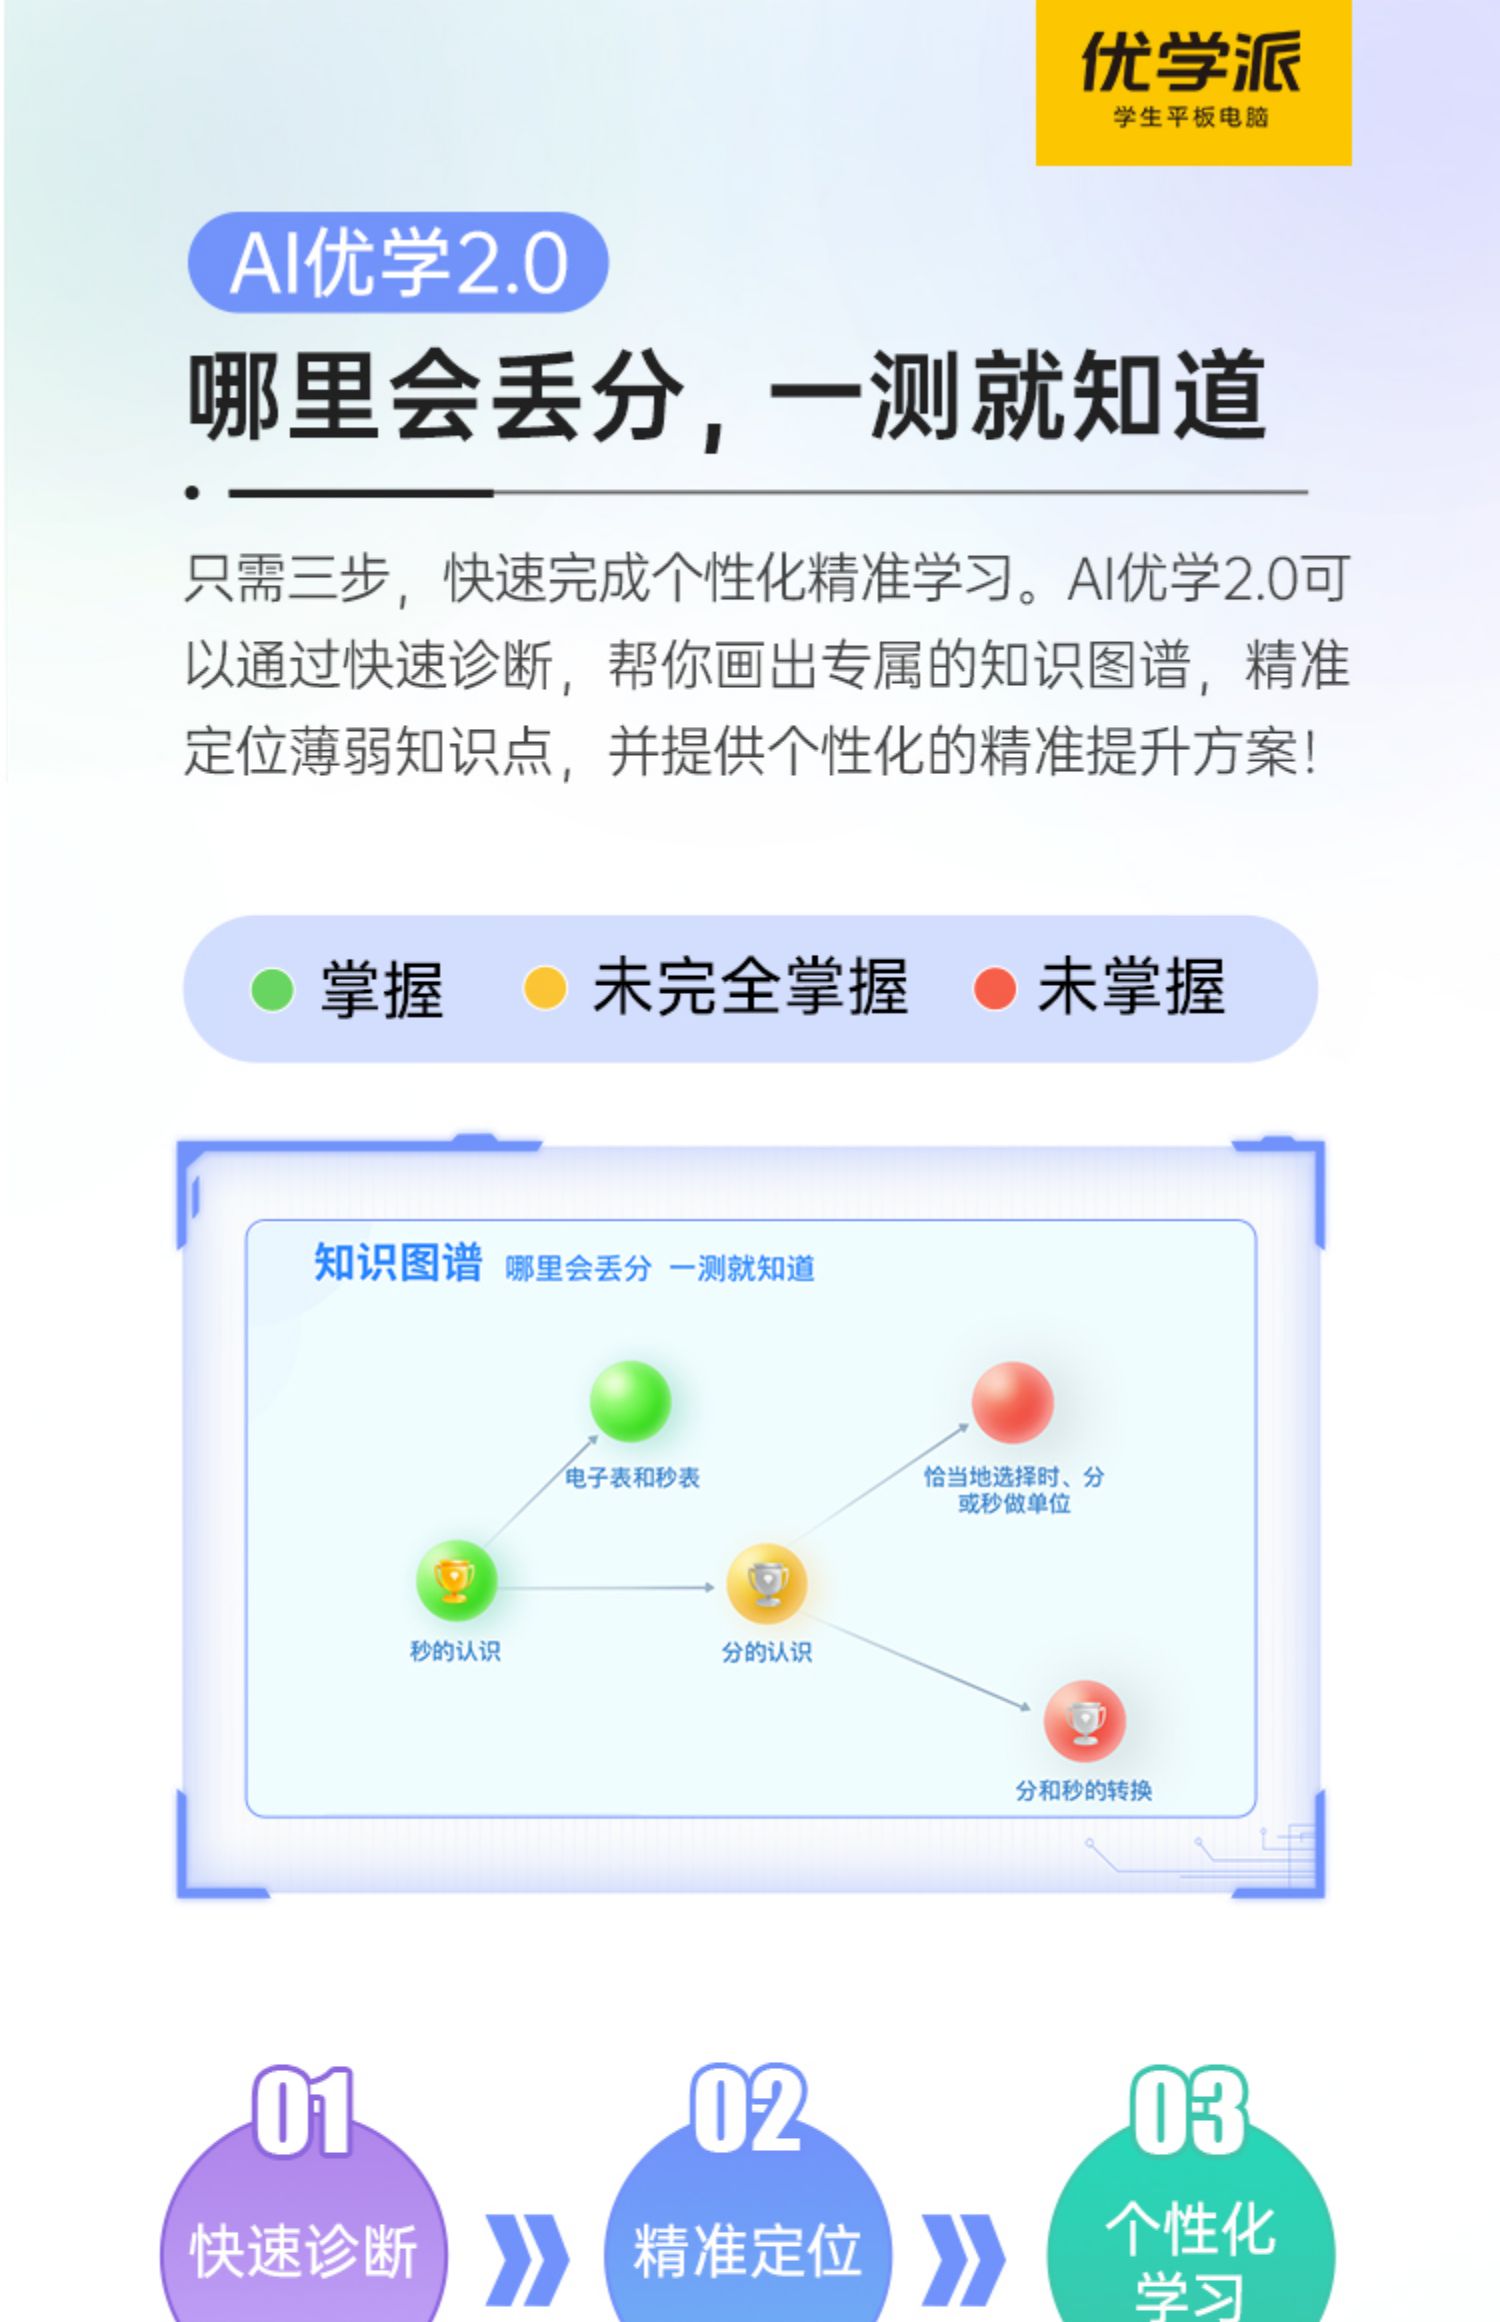 优学派
学生平板电脑
AI优学2.0
哪里会丢分，一测就知道
只需三步，快速完成个性化精准学习。AI优学2.0可
以通过快速诊断，帮你画出专属的知识图谱，精准
定位薄弱知识点，并提供个性化的精准提升方案！
掌握 未完全掌握 未掌握
知识图谱 哪里会丢分 一测就知道
电子表和秒表
恰当地选择时、分
或秒做单位
秒的认识
分的认识
分和秒的转换
01
快速诊断
02
精准定位
03
个性化
学习